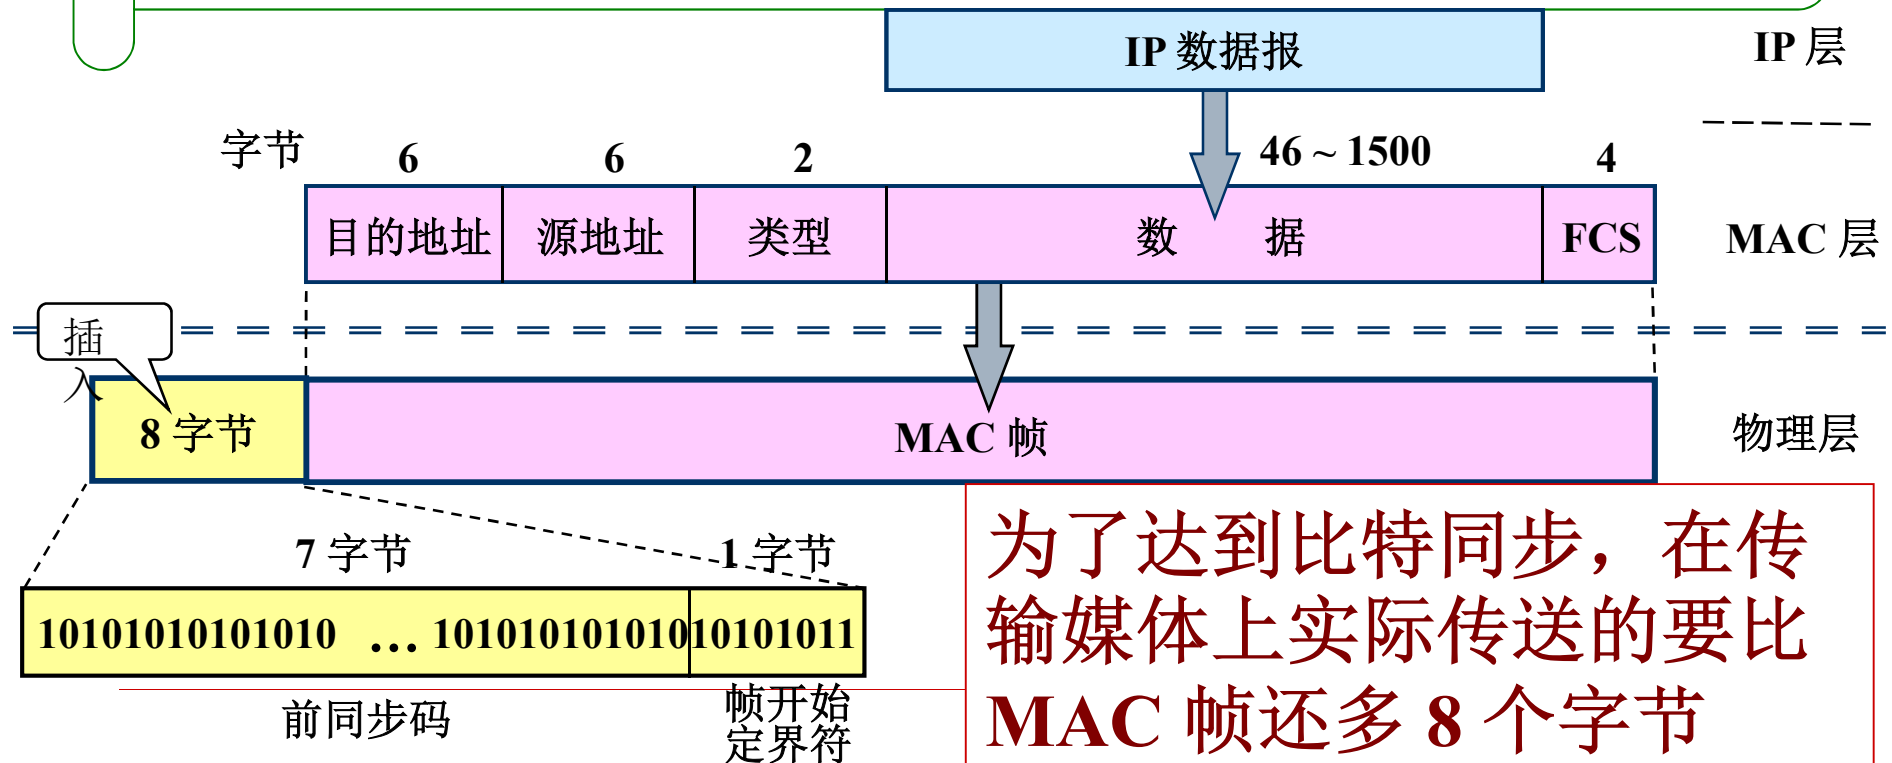 IP 数据报
IP 层
字节
6
6
2
46 ~ 1500
4
目的地址
源地址
类型
数 据
FCS
MAC 层
插
入
8 字节
MAC 帧
物理层
7 字节
1 字节
10101010101010 … 101010101010
10101011
前同步码
帧开始
定界符
为了达到比特同步，在传
输媒体上实际传送的要比
MAC 帧还多 8 个字节